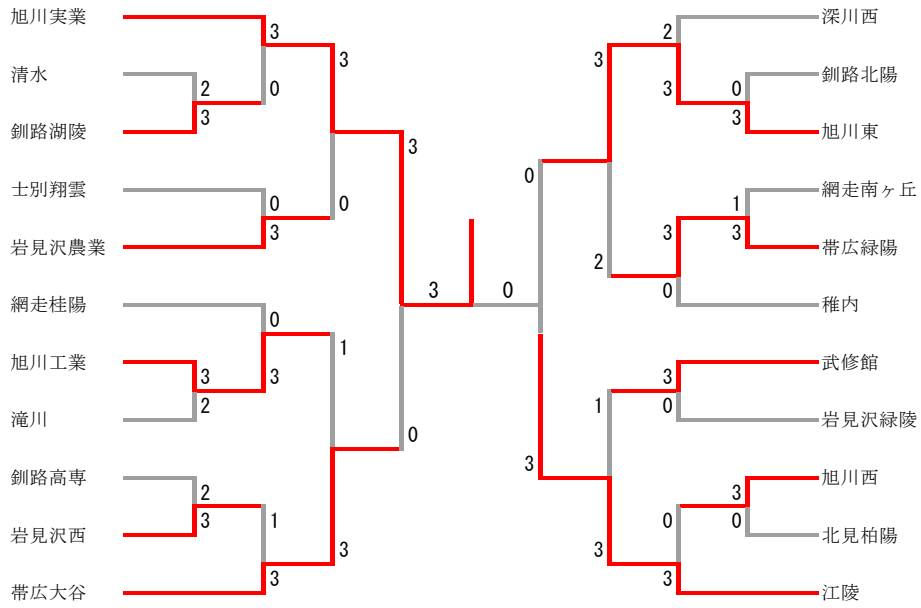 旭川実業
清水
釧路湖陵
士別翔雲
岩見沢農業
網走桂陽
旭川工業
滝川
釧路高専
岩見沢西
帯広大谷
3
2
3
0
3
0
3
0
3
0
3
3
2
1
2
3
1
3
3
3
0
3
0
0
3
3
2
1
3
2
3
0
3
1
3
3
0
3
0
0
3
0
深川西
釧路北陽
旭川東
網走南ヶ丘
帯広緑陽
稚内
武修館
岩見沢緑陵
旭川西
北見柏陽
江陵